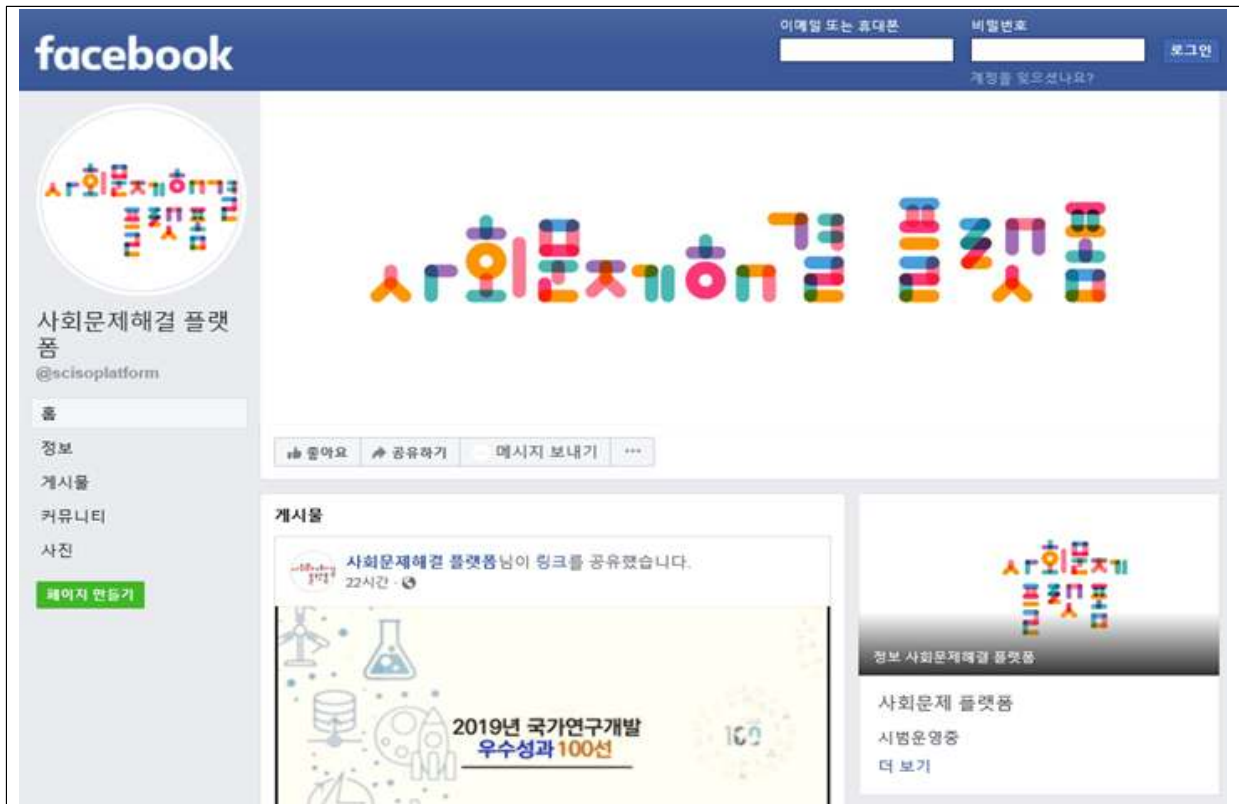 facebook
이메일 또는 휴대폰
비밀번호
로그인
계정을 잊으셨나요?
사회문제해결
플랫폼
사회문제해결 플랫폼
사회문제해결 플랫
폼
@scisoplatform
홈
정보
게시물
커뮤니티
사진
페이지 만들기
좋아요
공유하기
메시지 보내기
게시물
사회문제해결 플랫폼님이 링크를 공유했습니다.
22시간
2019년 국가연구개발
우수성과 100선
사회문제
플랫폼
정보 사회문제해결 플랫폼
사회문제 플랫폼
시범운영중
더 보기